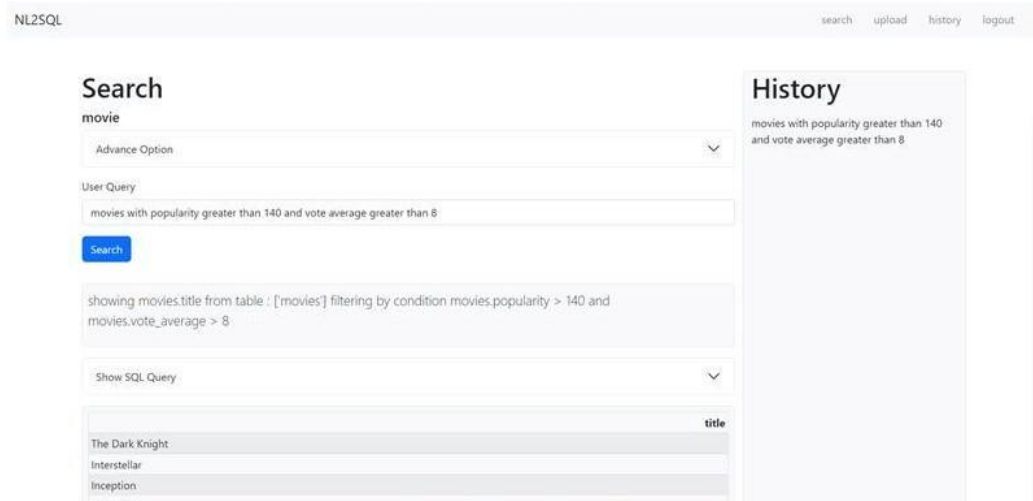 NL2SQL
search upload history logout
Search
movie
Advance Option
User Query
movies with popularity greater than 140 and vote average greater than 8
Search
showing movies.title from table : ['movies'] filtering by condition movies.popularity > 140 and
movies.vote_average > 8
Show SQL Query
title
The Dark Knight
Interstellar
Inception
History
movies with popularity greater than 140
and vote average greater than 8